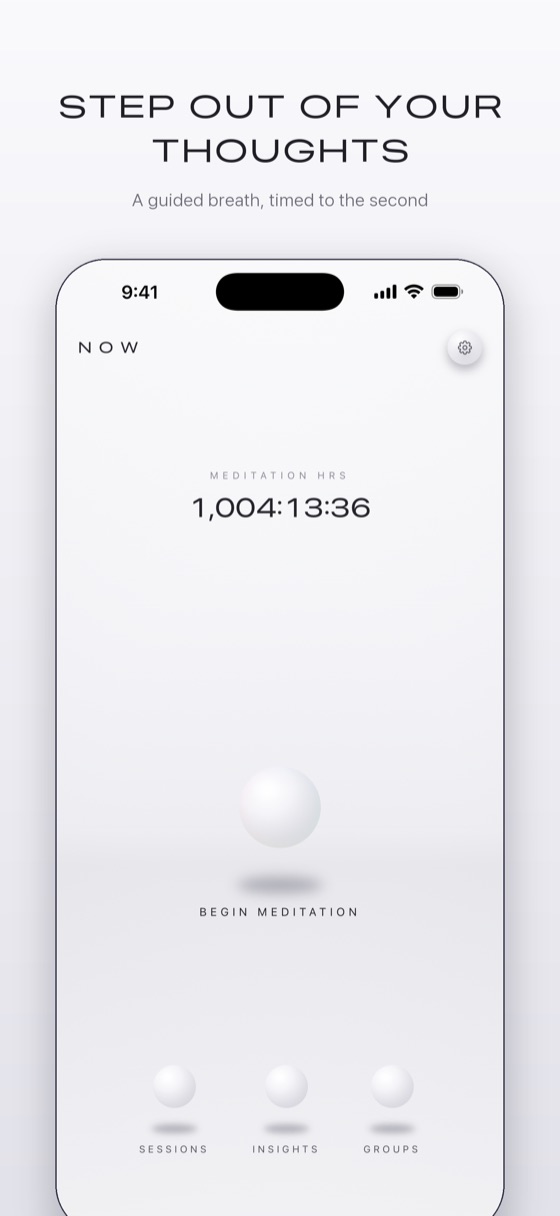 STEP OUT OF YOUR
THOUGHTS
A guided breath, timed to the second
9:41
NOW
MEDITATION HRS
1,004:13:36
BEGIN MEDITATION
SESSIONS INSIGHTS GROUPS